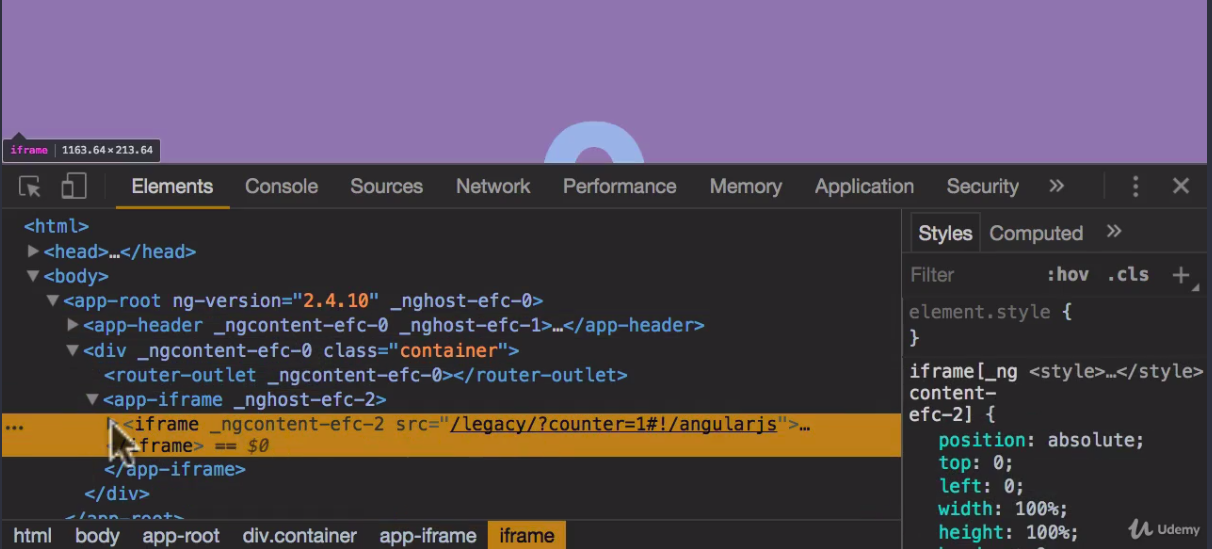 iframe | 1163.64×213.64
Elements Console Sources Network Performance Memory Application Security »
<html>
<head>…</head>
<body>
<app-root ng-version="2.4.10" _nghost-efc-0>
<app-header _ngcontent-efc-0 _nghost-efc-1>…</app-header>
<div _ngcontent-efc-0 class="container">
<router-outlet _ngcontent-efc-0></router-outlet>
<app-iframe _nghost-efc-2>
… <iframe _ngcontent-efc-2 src="/legacy/?counter=1#!/angularjs">…
iframe> == $0
</app-iframe>
</div>
</app-root>
html body app-root div.container app-iframe iframe
Styles Computed »
Filter :hov .cls +
element.style {
}
iframe[_ng <style>…</style>
content-
efc-2] {
position: absolute;
top: 0;
left: 0;
width: 100%;
height: 100%;
Udemy